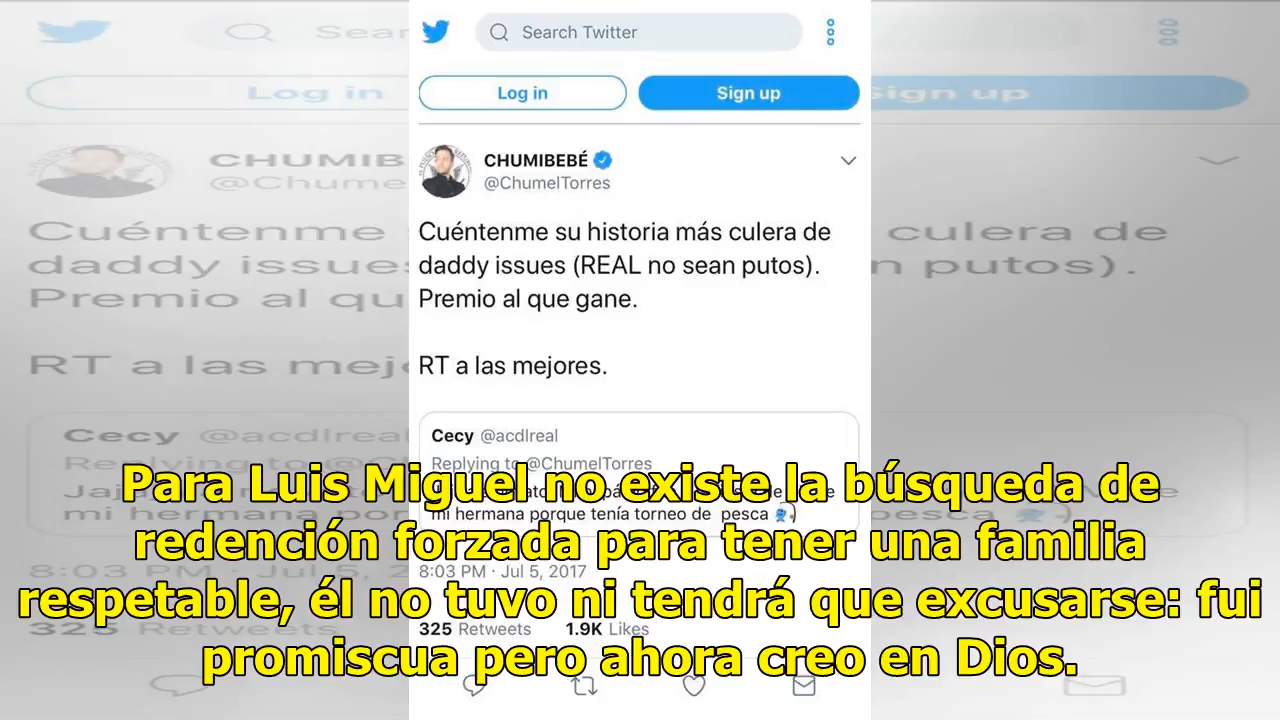 Search Twitter
Log in
Sign up
CHUMIBEBÉ
@ChumelTorres
Cuéntenme su historia más culera de
daddy issues (REAL no sean putos).
Premio al que gane.
RT a las mejores.
Cecy @acdlreal
Replying to @ChumelTorres
mi hermana porque tenía torneo de pesca
8:03 PM · Jul 5, 2017
325 Retweets 1.9K Likes
Para Luis Miguel no existe la búsqueda de
redención forzada para tener una familia
respetable, él no tuvo ni tendrá que excusarse: fui
promiscua pero ahora creo en Dios.